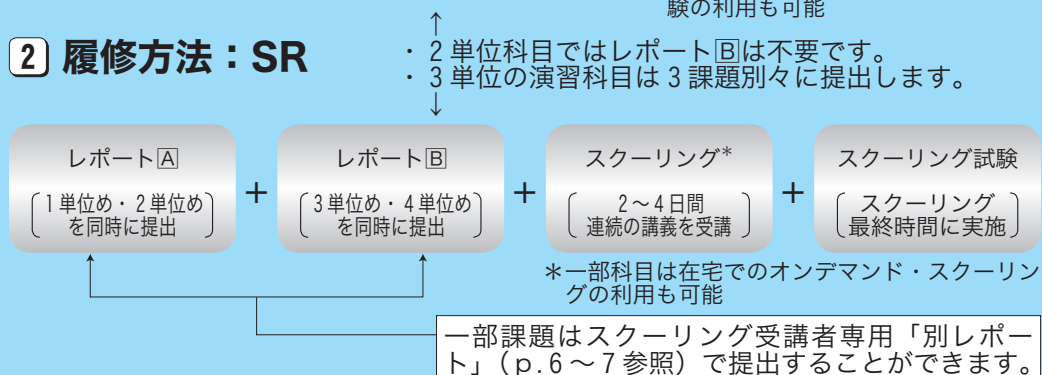 験の利用も可能
↑
2 履修方法：SR
・2単位科目ではレポートBは不要です。
・3単位の演習科目は3課題別々に提出します。
↓
レポートA
(1単位め・2単位め
を同時に提出)
+
レポートB
(3単位め・4単位め
を同時に提出)
+
スクーリング*
(2～4日間
連続の講義を受講)
+
スクーリング試験
(スクーリング
最終時間に実施)
＊一部科目は在宅でのオンデマンド・スクーリン
グの利用も可能
一部課題はスクーリング受講者専用「別レポー
ト」（p.6～7参照）で提出することができます。